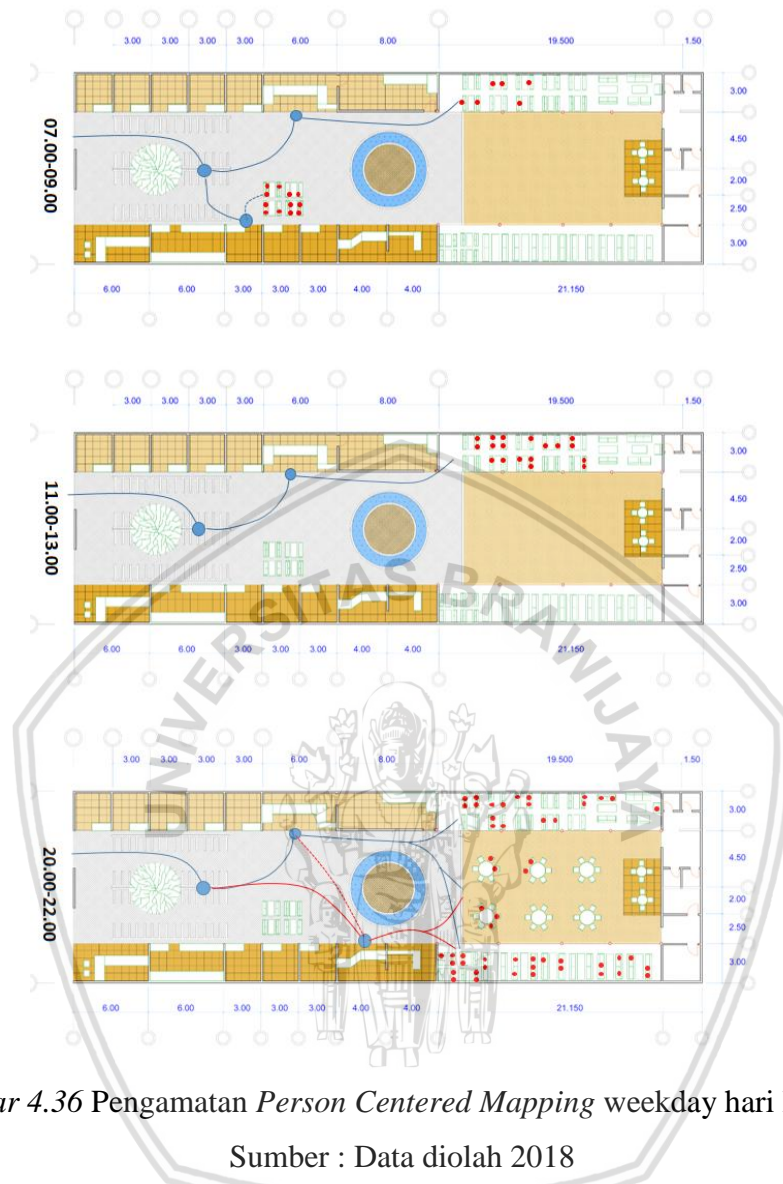 3.00 3.00 3.00 3.00 6.00 8.00 19.500 1.50
07.00-09.00
3.00
4.50
2.00
2.50
3.00
6.00 6.00 3.00 3.00 3.00 4.00 4.00 21.150
3.00 3.00 3.00 3.00 6.00 8.00 19.500 1.50
11.00-13.00
3.00
4.50
2.00
2.50
3.00
6.00 6.00 3.00 3.00 3.00 4.00 4.00 21.150
UNIVERSITAS BRAWIJAYA
3.00 3.00 3.00 3.00 6.00 8.00 19.500 1.50
20.00-22.00
3.00
4.50
2.00
2.50
3.00
6.00 6.00 3.00 3.00 3.00 4.00 4.00 21.150
ar 4.36 Pengamatan Person Centered Mapping weekday hari
Sumber : Data diolah 2018